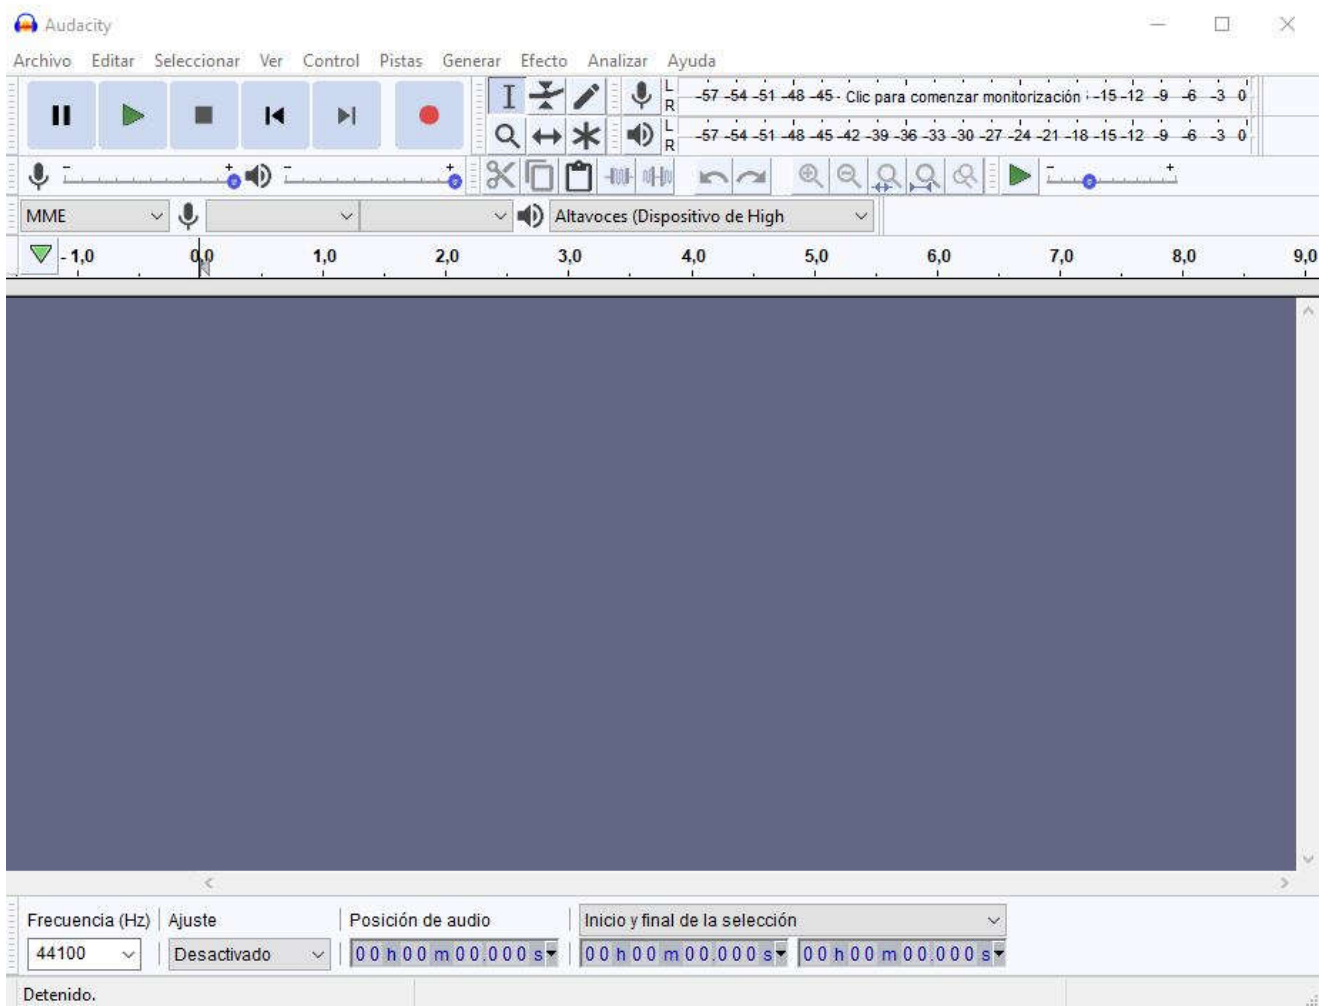 Audacity
Archivo Editar Seleccionar Ver Control Pistas Generar Efecto Analizar Ayuda
L
R
-57 -54 -51 -48 -45 - Clic para comenzar monitorización -15 -12 -9 -6 -3 0
L
R
-57 -54 -51 -48 -45 -42 -39 -36 -33 -30 -27 -24 -21 -18 -15 -12 -9 -6 -3 0
- + - + - +
MME Altavoces (Dispositivo de High
- 1,0 0,0 1,0 2,0 3,0 4,0 5,0 6,0 7,0 8,0 9,0
Frecuencia (Hz) Ajuste Posición de audio Inicio y final de la selección
44100 Desactivado 00 h 00 m 00.000 s 00 h 00 m 00.000 s 00 h 00 m 00.000 s
Detenido.